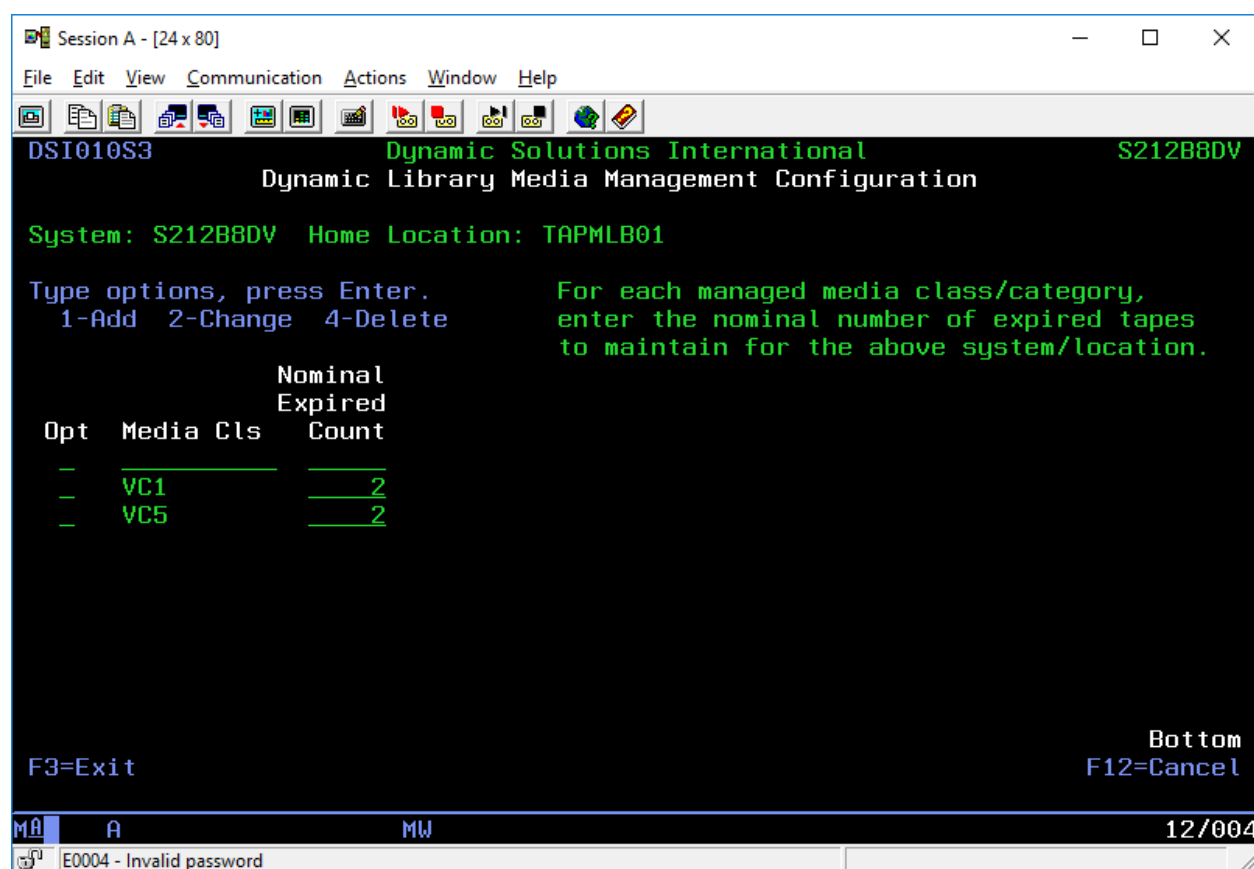 Session A - [24 x 80]
File Edit View Communication Actions Window Help
DSI010S3 Dynamic Solutions International S212B8DV
Dynamic Library Media Management Configuration
System: S212B8DV Home Location: TAPMLB01
Type options, press Enter. For each managed media class/category,
1-Add 2-Change 4-Delete enter the nominal number of expired tapes
to maintain for the above system/location.
Nominal
Expired
Opt Media Cls Count
_ __________ _____
_ VC1 2
_ VC5 2
Bottom
F3=Exit F12=Cancel
MA A MW 12/004
E0004 - Invalid password